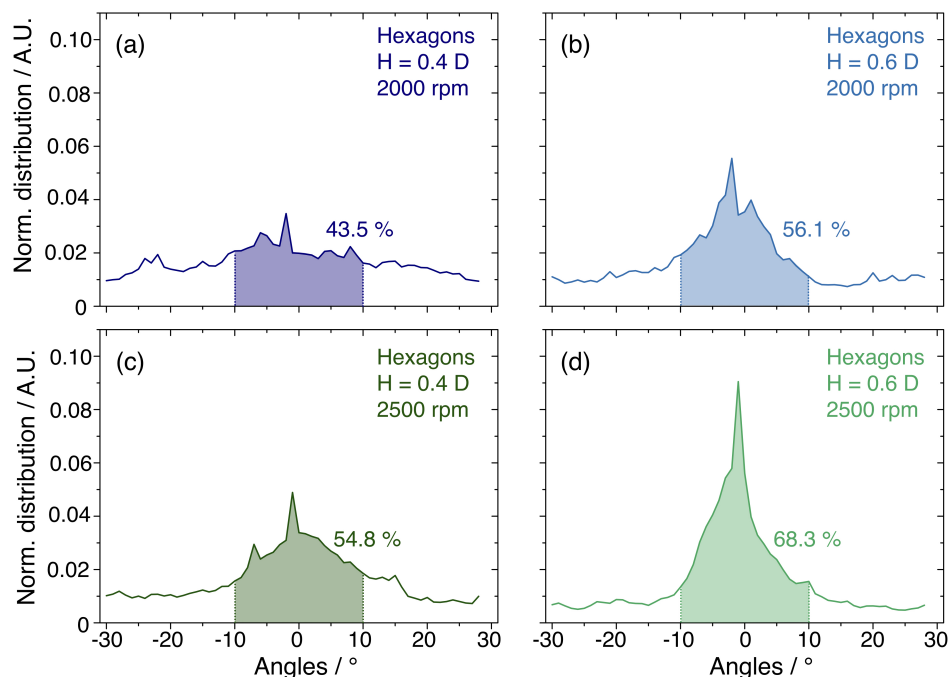 (a)
Hexagons
H = 0.4 D
2000 rpm
43.5 %
Norm. distribution / A.U.
0.10
0.08
0.06
0.04
0.02
0
(b)
Hexagons
H = 0.6 D
2000 rpm
56.1 %
(c)
Hexagons
H = 0.4 D
2500 rpm
54.8 %
Norm. distribution / A.U.
0.10
0.08
0.06
0.04
0.02
0
-30 -20 -10 0 10 20 30
Angles / °
(d)
Hexagons
H = 0.6 D
2500 rpm
68.3 %
-30 -20 -10 0 10 20 30
Angles / °